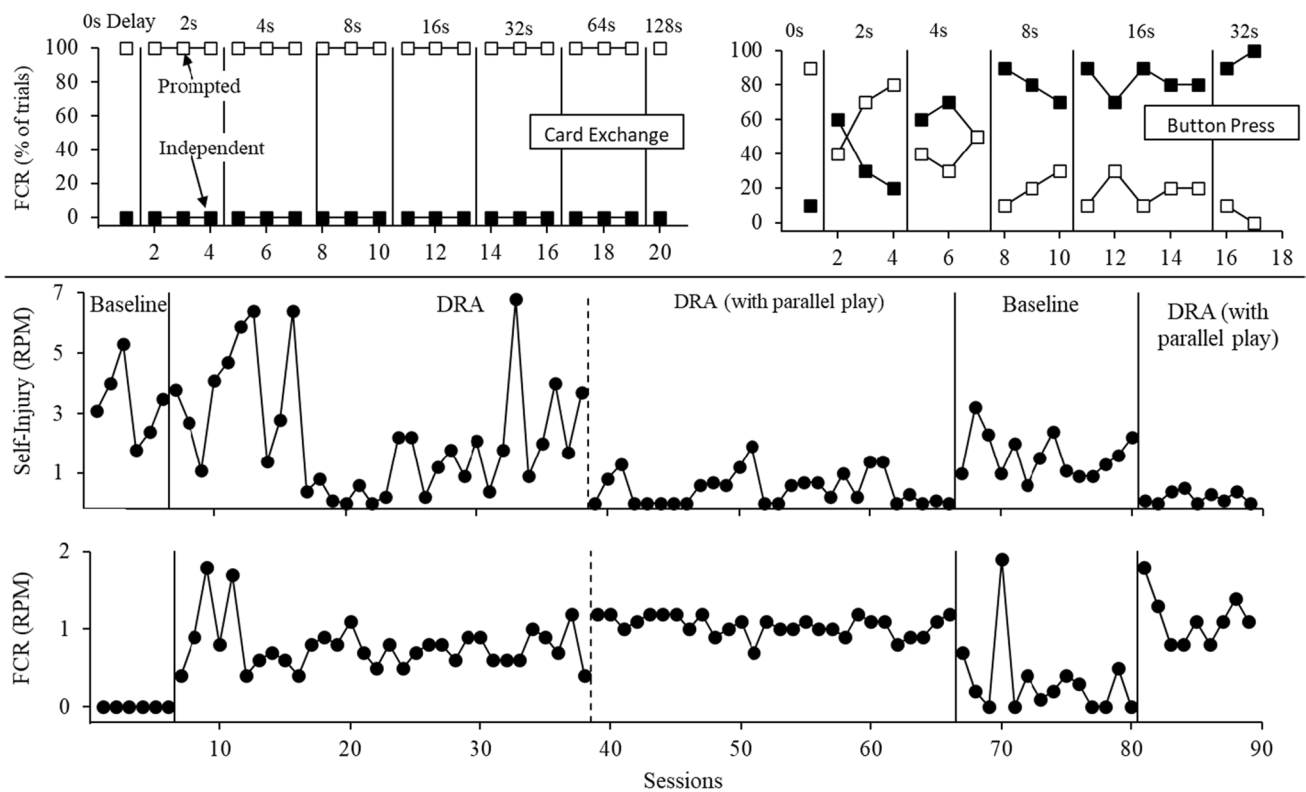 0s Delay 2s 4s 8s 16s 32s 64s 128s
FCR (% of trials)
100
80
60
40
20
0
Prompted
Independent
Card Exchange
2 4 6 8 10 12 14 16 18 20
0s 2s 4s 8s 16s 32s
100
80
60
40
20
0
Button Press
2 4 6 8 10 12 14 16 18
Self-Injury (RPM)
7
5
3
1
Baseline
DRA
DRA (with parallel play)
Baseline
DRA (with
parallel play)
FCR (RPM)
2
1
0
10 20 30 40 50 60 70 80 90
Sessions